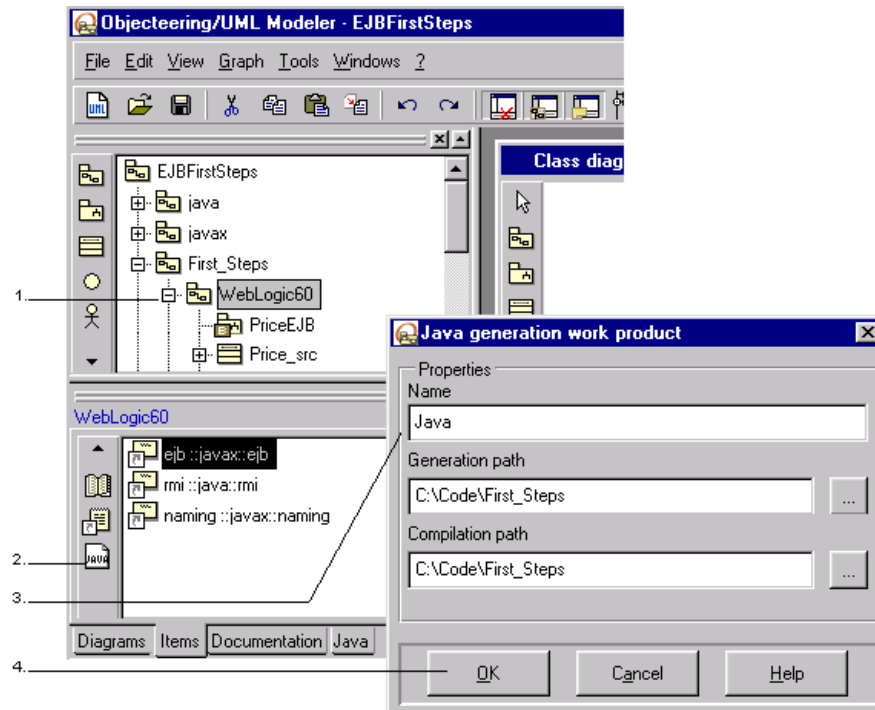 Objecteering/UML Modeler - EJBFirstSteps
File Edit View Graph Tools Windows ?
UML
Class diag
EJBFirstSteps
java
javax
First_Steps
1.
WebLogic60
PriceEJB
Price_src
WebLogic60
ejb ::javax::ejb
rmi ::java::rmi
naming ::javax::naming
2.
JAVA
3.
Diagrams Items Documentation Java
4.
Java generation work product
Properties
Name
Java
Generation path
C:\Code\First_Steps
...
Compilation path
C:\Code\First_Steps
...
OK Cancel Help